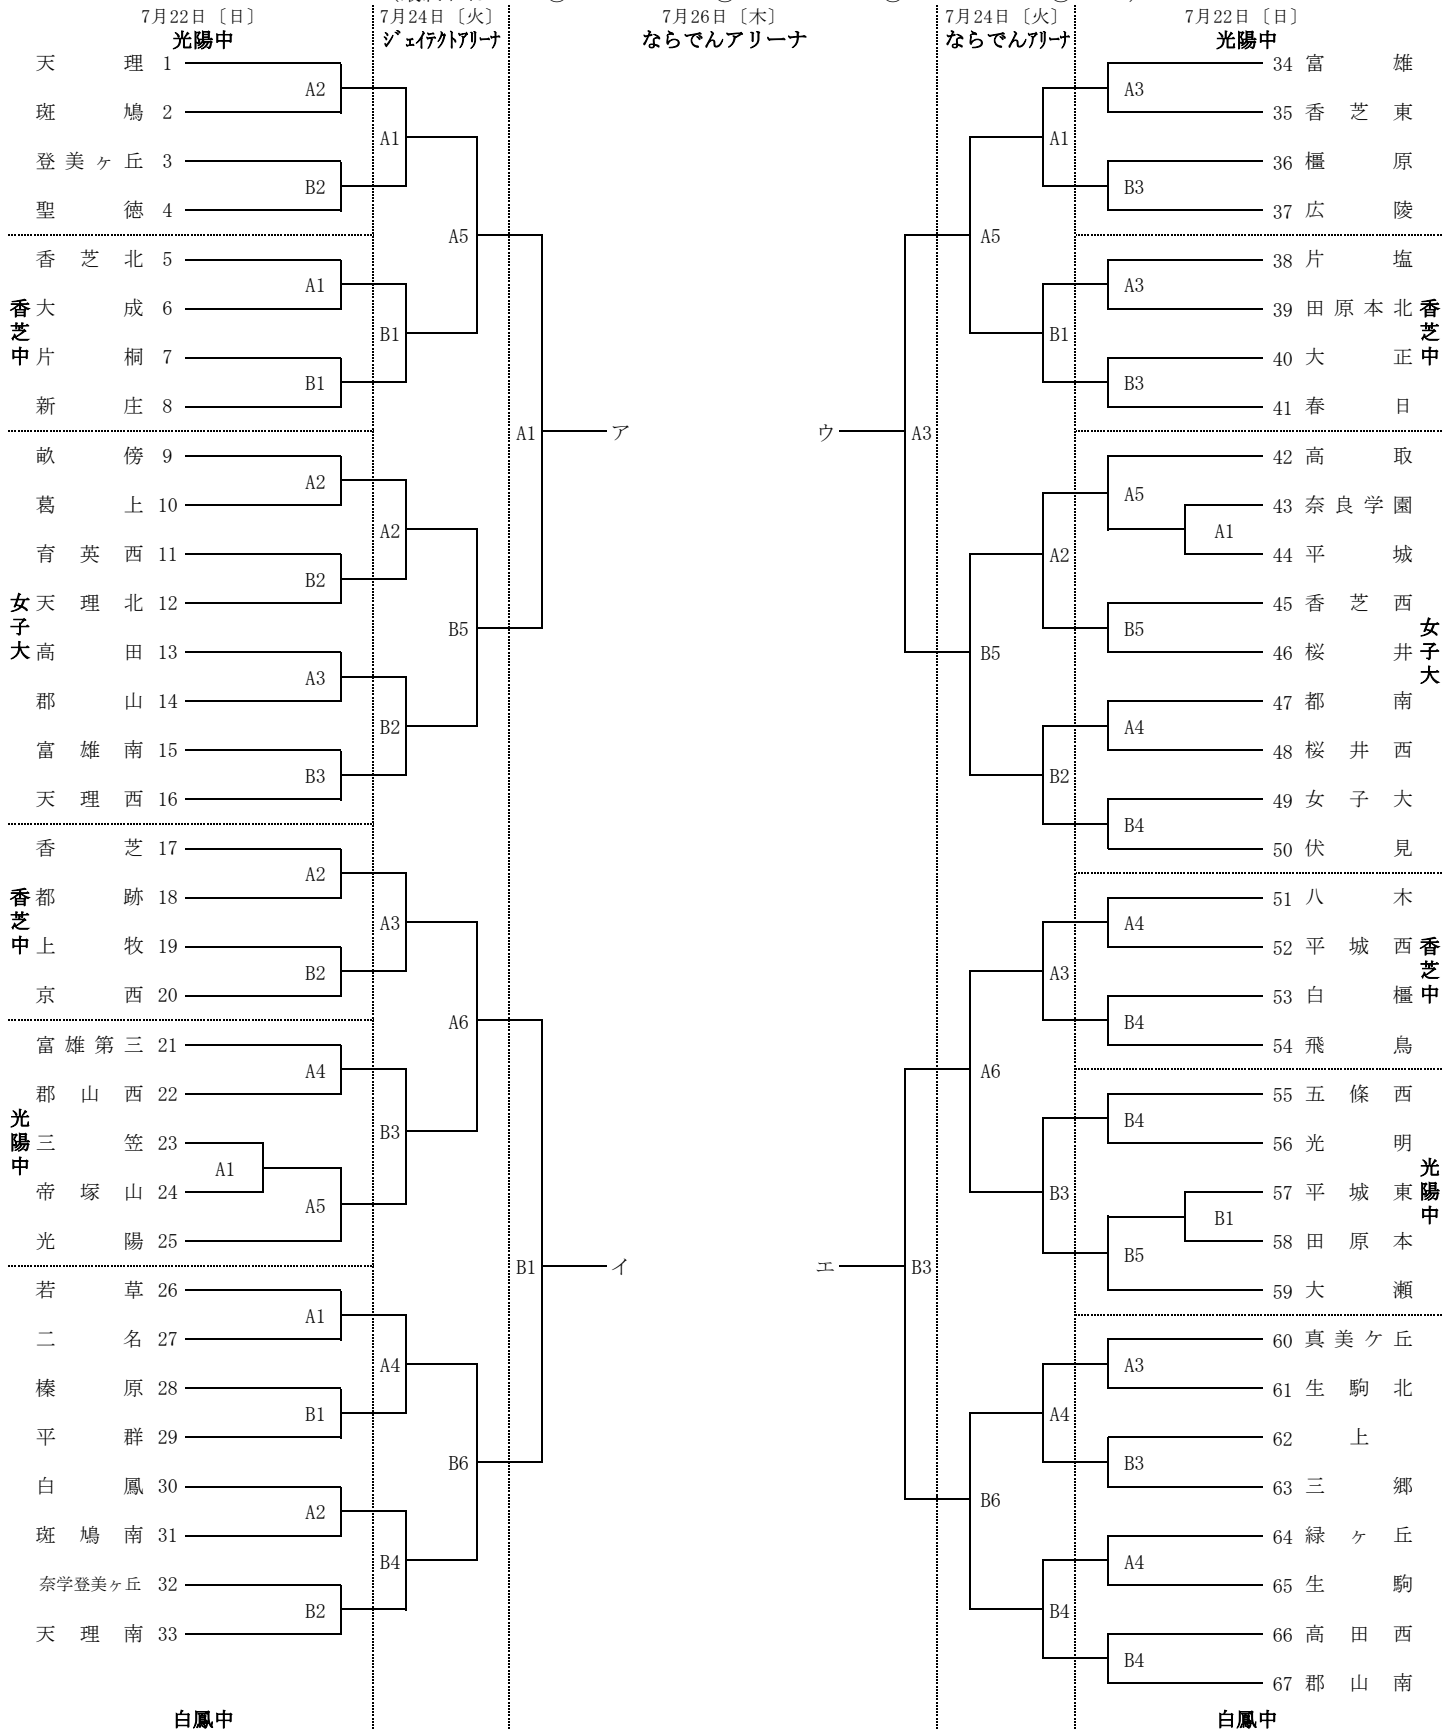 7月22日〔日〕 7月24日〔火〕 7月26日〔木〕 7月24日〔火〕 7月22日〔日〕
光陽中 ジェイテクトアリーナ ならでんアリーナ ならでんアリーナ 光陽中
天理 1 34 富雄
A2 A3
斑鳩 2 35 香芝東
A1 A1
登美ヶ丘 3 36 橿原
B2 B3
聖徳 4 37 広陵
A5 A5
香芝北 5 38 片塩
A1 A3
香芝中 大成 6 39 田原本北 香芝中
B1 B1
片桐 7 40 大正
B1 B3
新庄 8 41 春日
A1 ア ウ A3
畝傍 9 42 高取
A2 A5
葛上 10 43 奈良学園
A2 A1
育英西 11 44 平城
B2 A2
女子大 天理北 12 45 香芝西 女子大
B5 B5
高田 13 46 桜井
A3 B5
郡山 14 47 都南
B2 A4
富雄南 15 48 桜井西
B3 B2
天理西 16 49 女子大
B4
香芝 17 50 伏見
A2
香芝中 都跡 18 51 八木 香芝中
A3 A4
上牧 19 52 平城西
B2 A3
京西 20 53 白橿
A6 B4
富雄第三 21 54 飛鳥
A4 A6
郡山西 22 55 五條西
光陽中 B3 B4 光陽中
三笠 23 56 光明
A1
帝塚山 24 57 平城東
A5 B3 B1
光陽 25 58 田原本
B1 イ エ B3 B5
若草 26 59 大瀬
A1
二名 27 60 真美ケ丘
A4 A3
榛原 28 61 生駒北
B1 A4
平群 29 62 上
B6 B3
白鳳 30 63 三郷
A2 B6
斑鳩南 31 64 緑ヶ丘
B4 A4
奈学登美ヶ丘 32 65 生駒
B2 B4
天理南 33 66 高田西
B4
67 郡山南
白鳳中 白鳳中